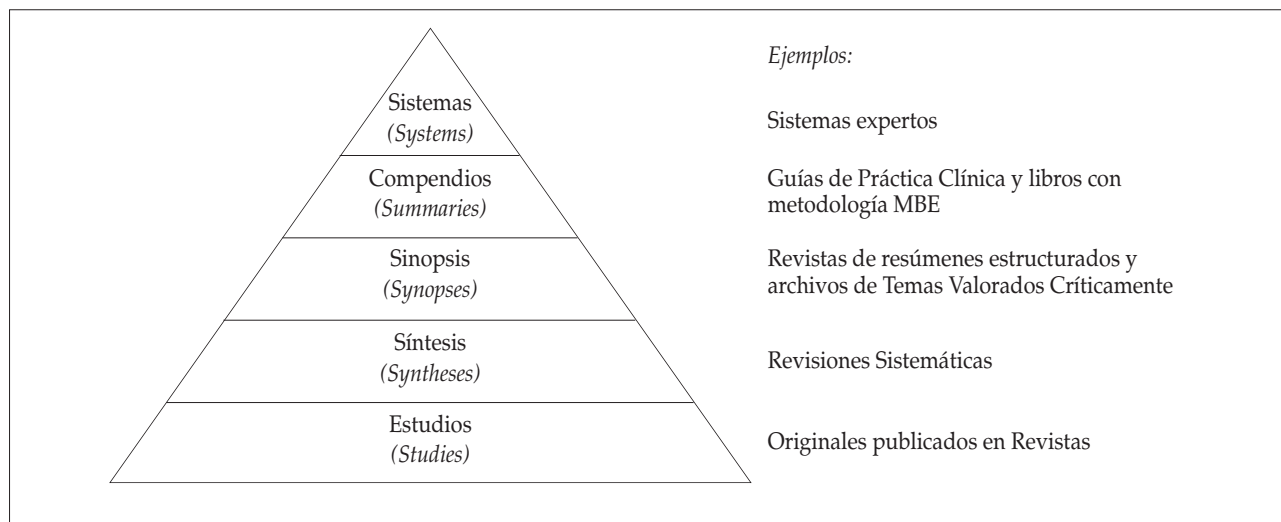 Ejemplos:
Sistemas
(Systems)
Sistemas expertos
Compendios
(Summaries)
Guías de Práctica Clínica y libros con
metodología MBE
Sinopsis
(Synopses)
Revistas de resúmenes estructurados y
archivos de Temas Valorados Críticamente
Síntesis
(Syntheses)
Revisiones Sistemáticas
Estudios
(Studies)
Originales publicados en Revistas